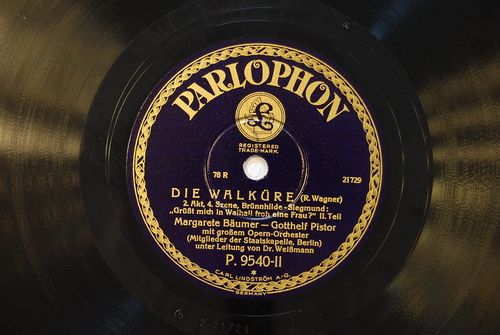 PARLOPHON
£
REGISTERED
TRADE-MARK.
78 R
21729
DIE WALKÜRE (R. Wagner)
2. Akt, 4. Szene, Brünnhilde-Siegmund:
„Grüßt mich in Walhall froh eine Frau?" II. Teil
Margarete Bäumer — Gotthelf Pistor
mit großem Opern-Orchester
(Mitglieder der Staatskapelle, Berlin)
unter Leitung von Dr. Weißmann
P. 9540-II
*
CARL LINDSTRÖM A.-G.
GERMANY